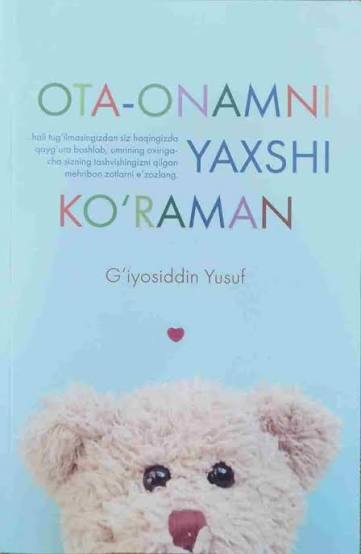 OTA-ONAMNI
hali tug‘ilmasingizdan siz haqingizda
qayg‘ura boshlab, umrining oxiriga-
cha sizning tashvishingizni qilgan
mehribon zotlarni e’zozlang.
YAXSHI
KO‘RAMAN
G‘iyosiddin Yusuf